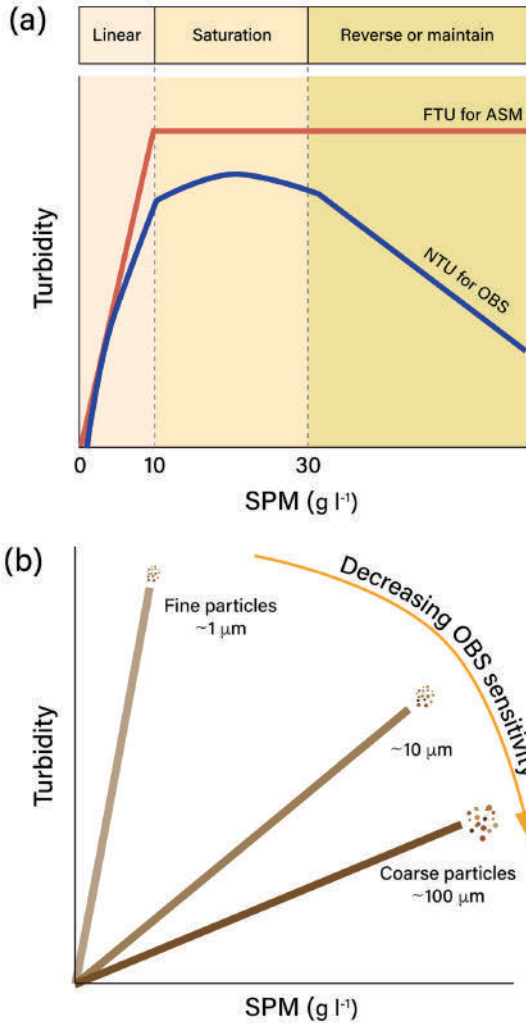 (a)
Linear
Saturation
Reverse or maintain
FTU for ASM
NTU for OBS
Turbidity
0
10
30
SPM (g l⁻¹)
(b)
Decreasing OBS sensitivity
Fine particles
~1 μm
~10 μm
Coarse particles
~100 μm
Turbidity
SPM (g l⁻¹)